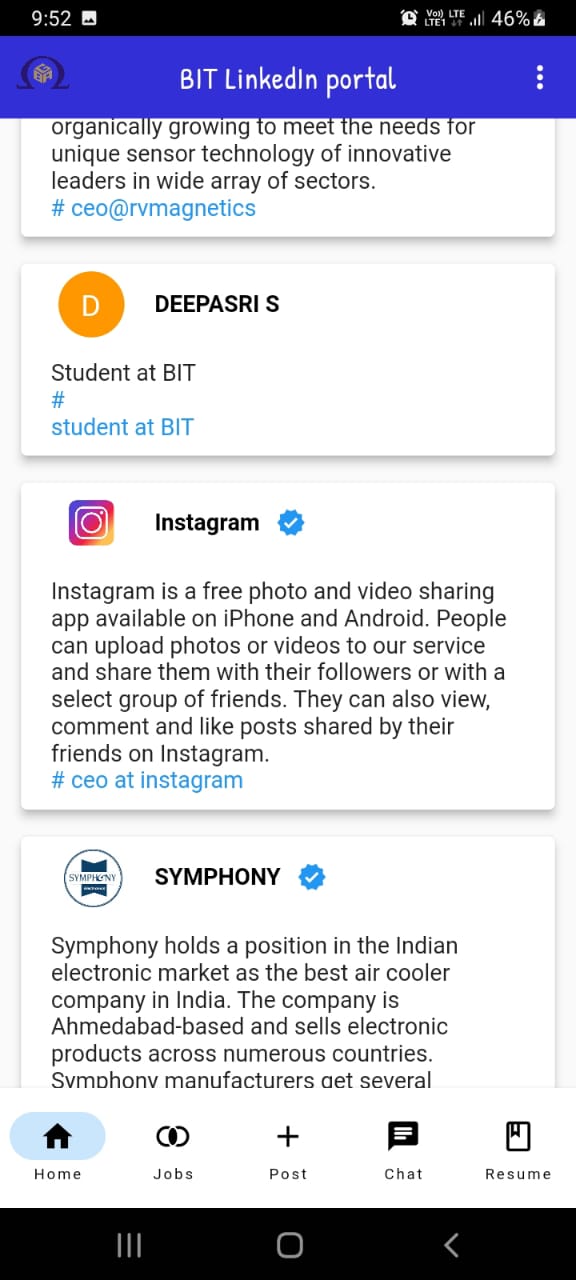 9:52
Vo) LTE
LTE1
46%
BIT LinkedIn portal
organically growing to meet the needs for
unique sensor technology of innovative
leaders in wide array of sectors.
# ceo@rvmagnetics
D
DEEPASRI S
Student at BIT
#
student at BIT
Instagram
Instagram is a free photo and video sharing
app available on iPhone and Android. People
can upload photos or videos to our service
and share them with their followers or with a
select group of friends. They can also view,
comment and like posts shared by their
friends on Instagram.
# ceo at instagram
SYMPHONY
SYMPHONY
Symphony holds a position in the Indian
electronic market as the best air cooler
company in India. The company is
Ahmedabad-based and sells electronic
products across numerous countries.
Symphony manufacturers get several
Home
Jobs
Post
Chat
Resume